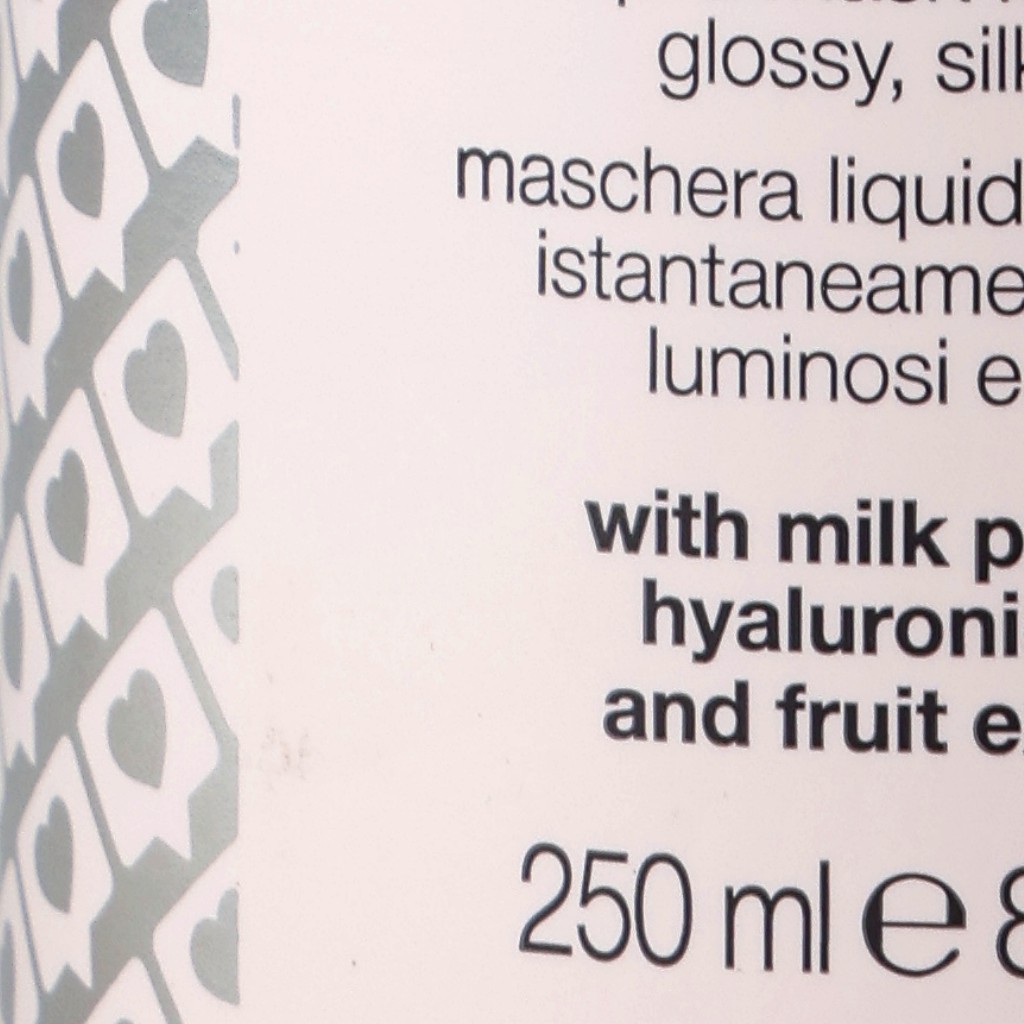 glossy, silk
maschera liquid
istantaneame
luminosi e
with milk p
hyaluroni
and fruit e
250 ml ℮ 8